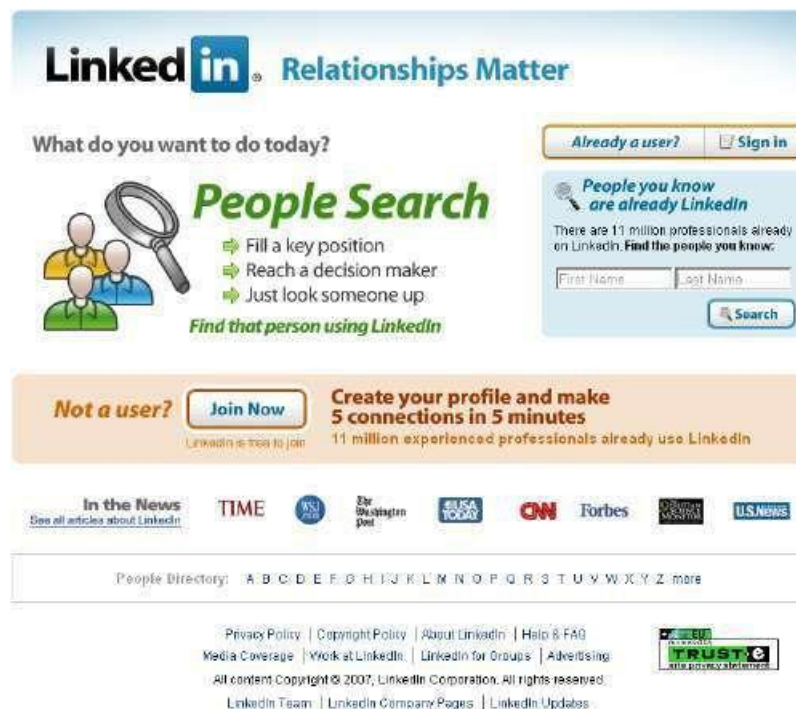 Linked in ® Relationships Matter
What do you want to do today?
People Search
Fill a key position
Reach a decision maker
Just look someone up
Find that person using LinkedIn
Already a user?
Sign in
People you know
are already LinkedIn
There are 11 million professionals already
on LinkedIn. Find the people you know:
First Name
Last Name
Search
Not a user?
Join Now
LinkedIn is free to join
Create your profile and make
5 connections in 5 minutes
11 million experienced professionals already use LinkedIn
In the News
See all articles about LinkedIn
TIME
WSJ
The
Washington
Post
USA
TODAY
CNN
Forbes
MONITOR
U.S.News
People Directory: A B C D E F G H I J K L M N O P Q R S T U V W X Y Z more
Privacy Policy | Copyright Policy | About LinkedIn | Help & FAQ
Media Coverage | Work at LinkedIn | LinkedIn for Groups | Advertising
All content Copyright © 2007, LinkedIn Corporation. All rights reserved.
LinkedIn Team | LinkedIn Company Pages | LinkedIn Updates
EU
TRUSTe
site privacy statement